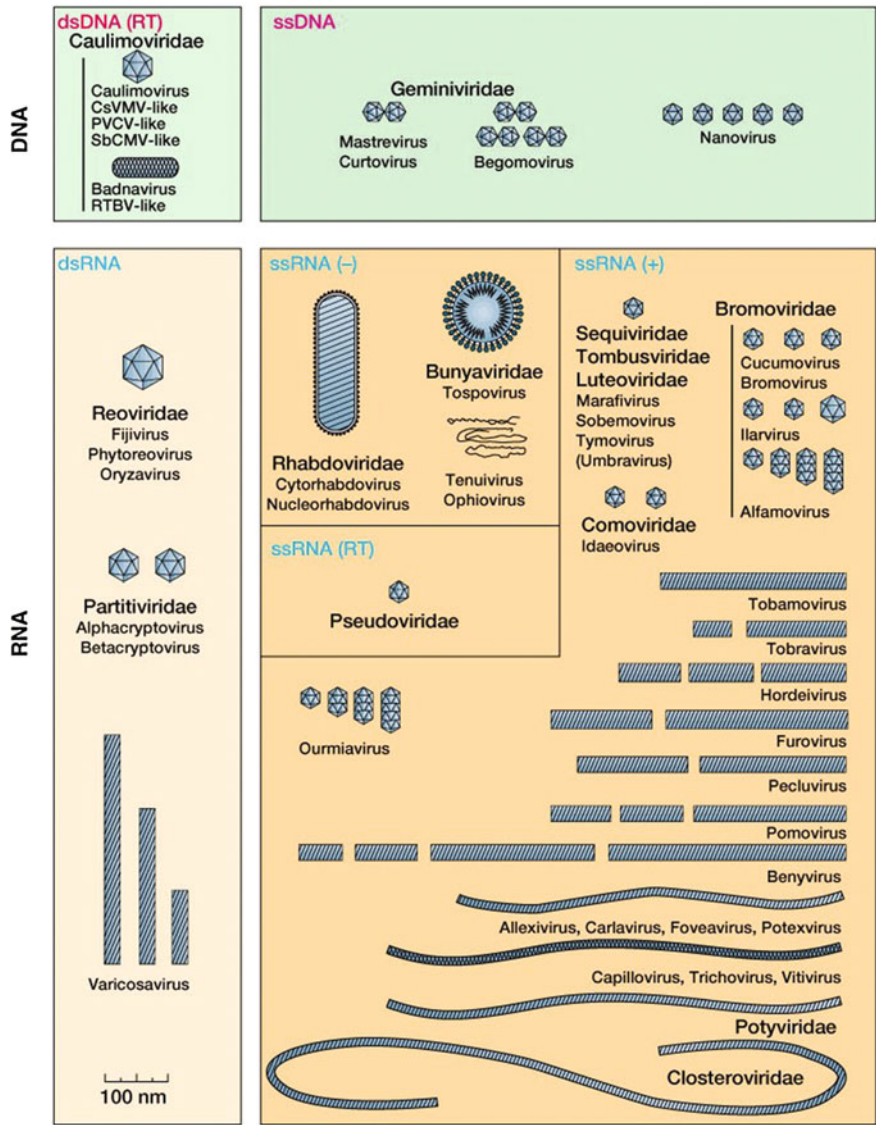 DNA
dsDNA (RT)
Caulimoviridae
Caulimovirus
CsVMV-like
PVCV-like
SbCMV-like
Badnavirus
RTBV-like
ssDNA
Geminiviridae
Mastrevirus
Curtovirus
Begomovirus
Nanovirus
RNA
dsRNA
Reoviridae
Fijivirus
Phytoreovirus
Oryzavirus
Partitiviridae
Alphacryptovirus
Betacryptovirus
Varicosavirus
100 nm
ssRNA (–)
Rhabdoviridae
Cytorhabdovirus
Nucleorhabdovirus
Bunyaviridae
Tospovirus
Tenuivirus
Ophiovirus
ssRNA (RT)
Pseudoviridae
ssRNA (+)
Sequiviridae
Tombusviridae
Luteoviridae
Marafivirus
Sobemovirus
Tymovirus
(Umbravirus)
Comoviridae
Idaeovirus
Bromoviridae
Cucumovirus
Bromovirus
Ilarvirus
Alfamovirus
Tobamovirus
Tobravirus
Hordeivirus
Ourmiavirus
Furovirus
Pecluvirus
Pomovirus
Benyvirus
Allexivirus, Carlavirus, Foveavirus, Potexvirus
Capillovirus, Trichovirus, Vitivirus
Potyviridae
Closteroviridae